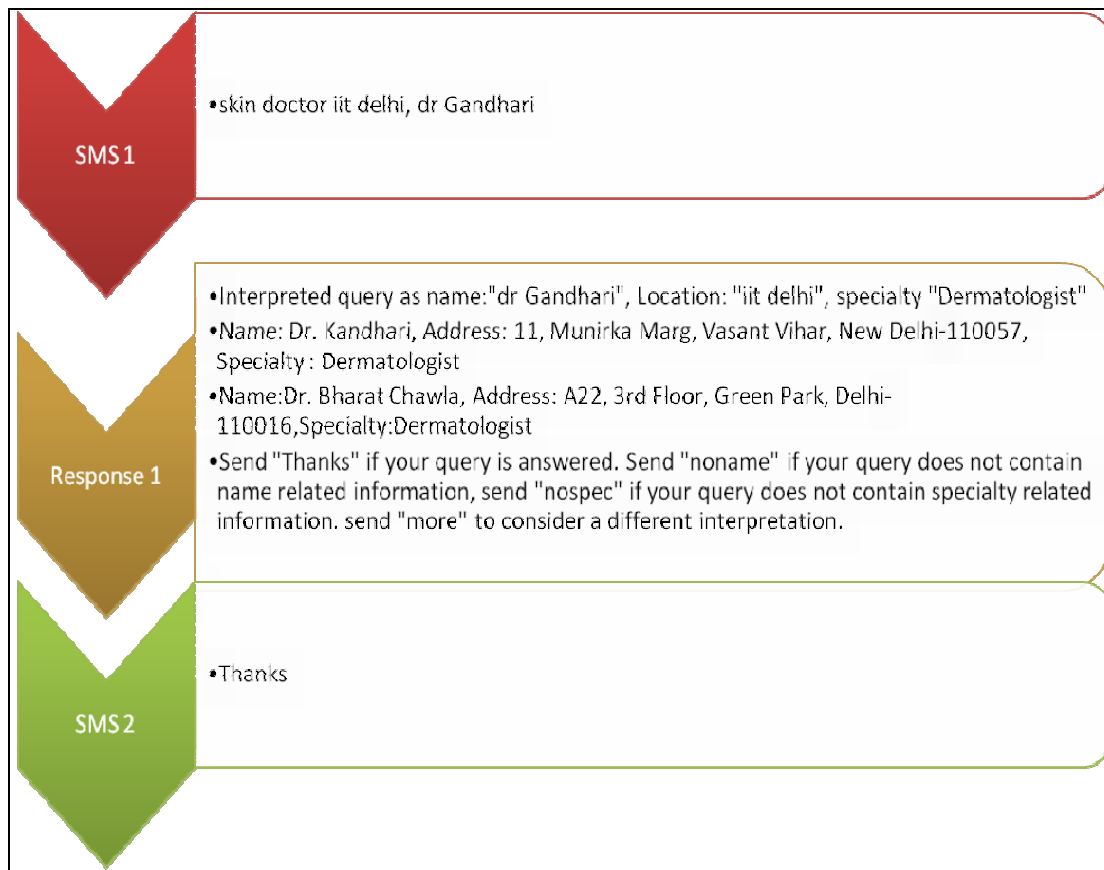 SMS 1
•skin doctor iit delhi, dr Gandhari
Response 1
•Interpreted query as name:"dr Gandhari", Location: "iit delhi", specialty "Dermatologist"
•Name: Dr. Kandhari, Address: 11, Munirka Marg, Vasant Vihar, New Delhi-110057,
Specialty : Dermatologist
•Name:Dr. Bharat Chawla, Address: A22, 3rd Floor, Green Park, Delhi-
110016,Specialty:Dermatologist
•Send "Thanks" if your query is answered. Send "noname" if your query does not contain
name related information, send "nospec" if your query does not contain specialty related
information. send "more" to consider a different interpretation.
SMS 2
•Thanks